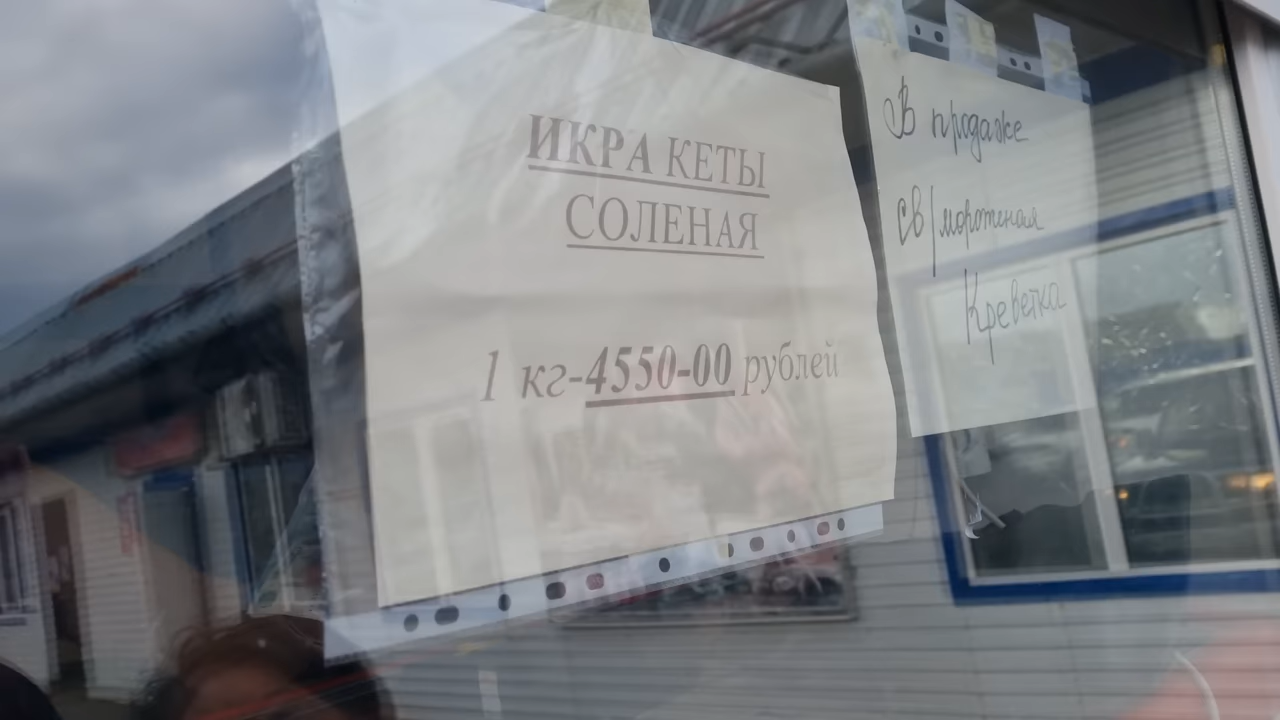 ИКРА КЕТЫ
СОЛЕНАЯ
1 кг-4550-00 рублей
В продаже
св/мороженая
Креветка